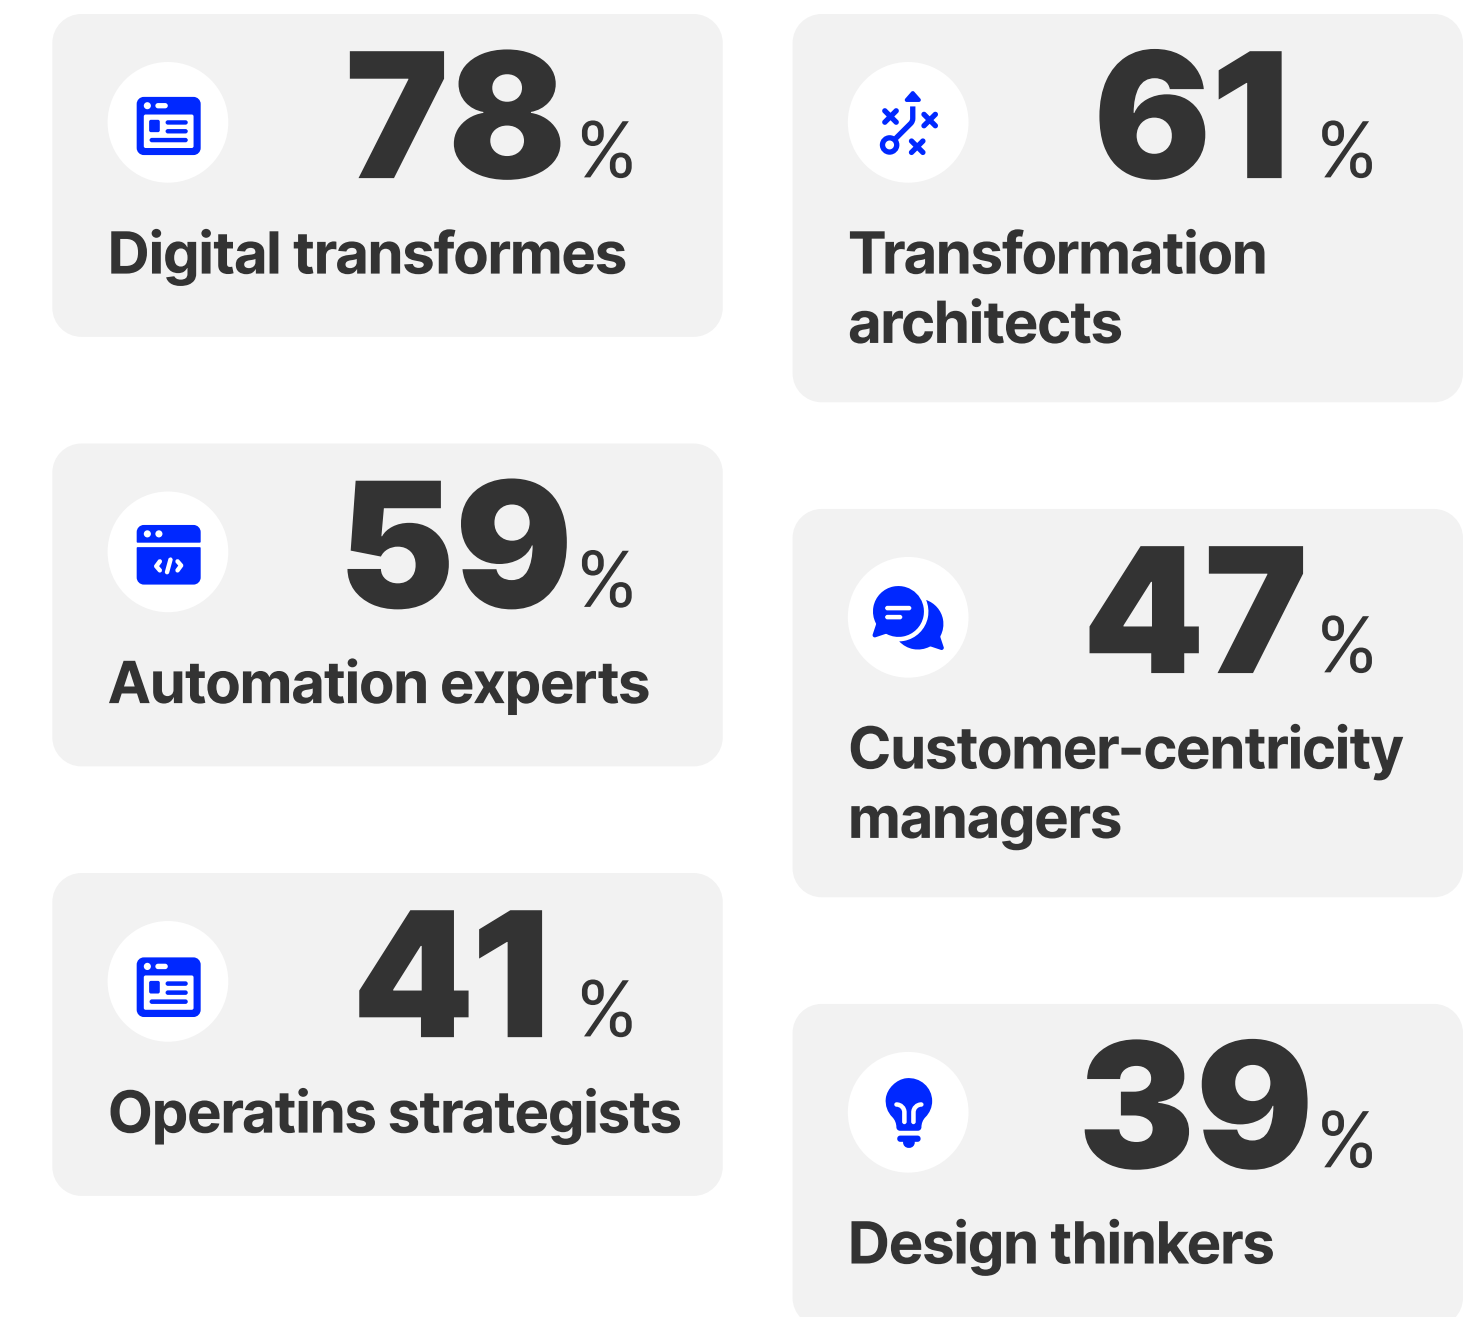 78 %
Digital transformes
61 %
Transformation
architects
59 %
Automation experts
47 %
Customer-centricity
managers
41 %
Operatins strategists
39 %
Design thinkers